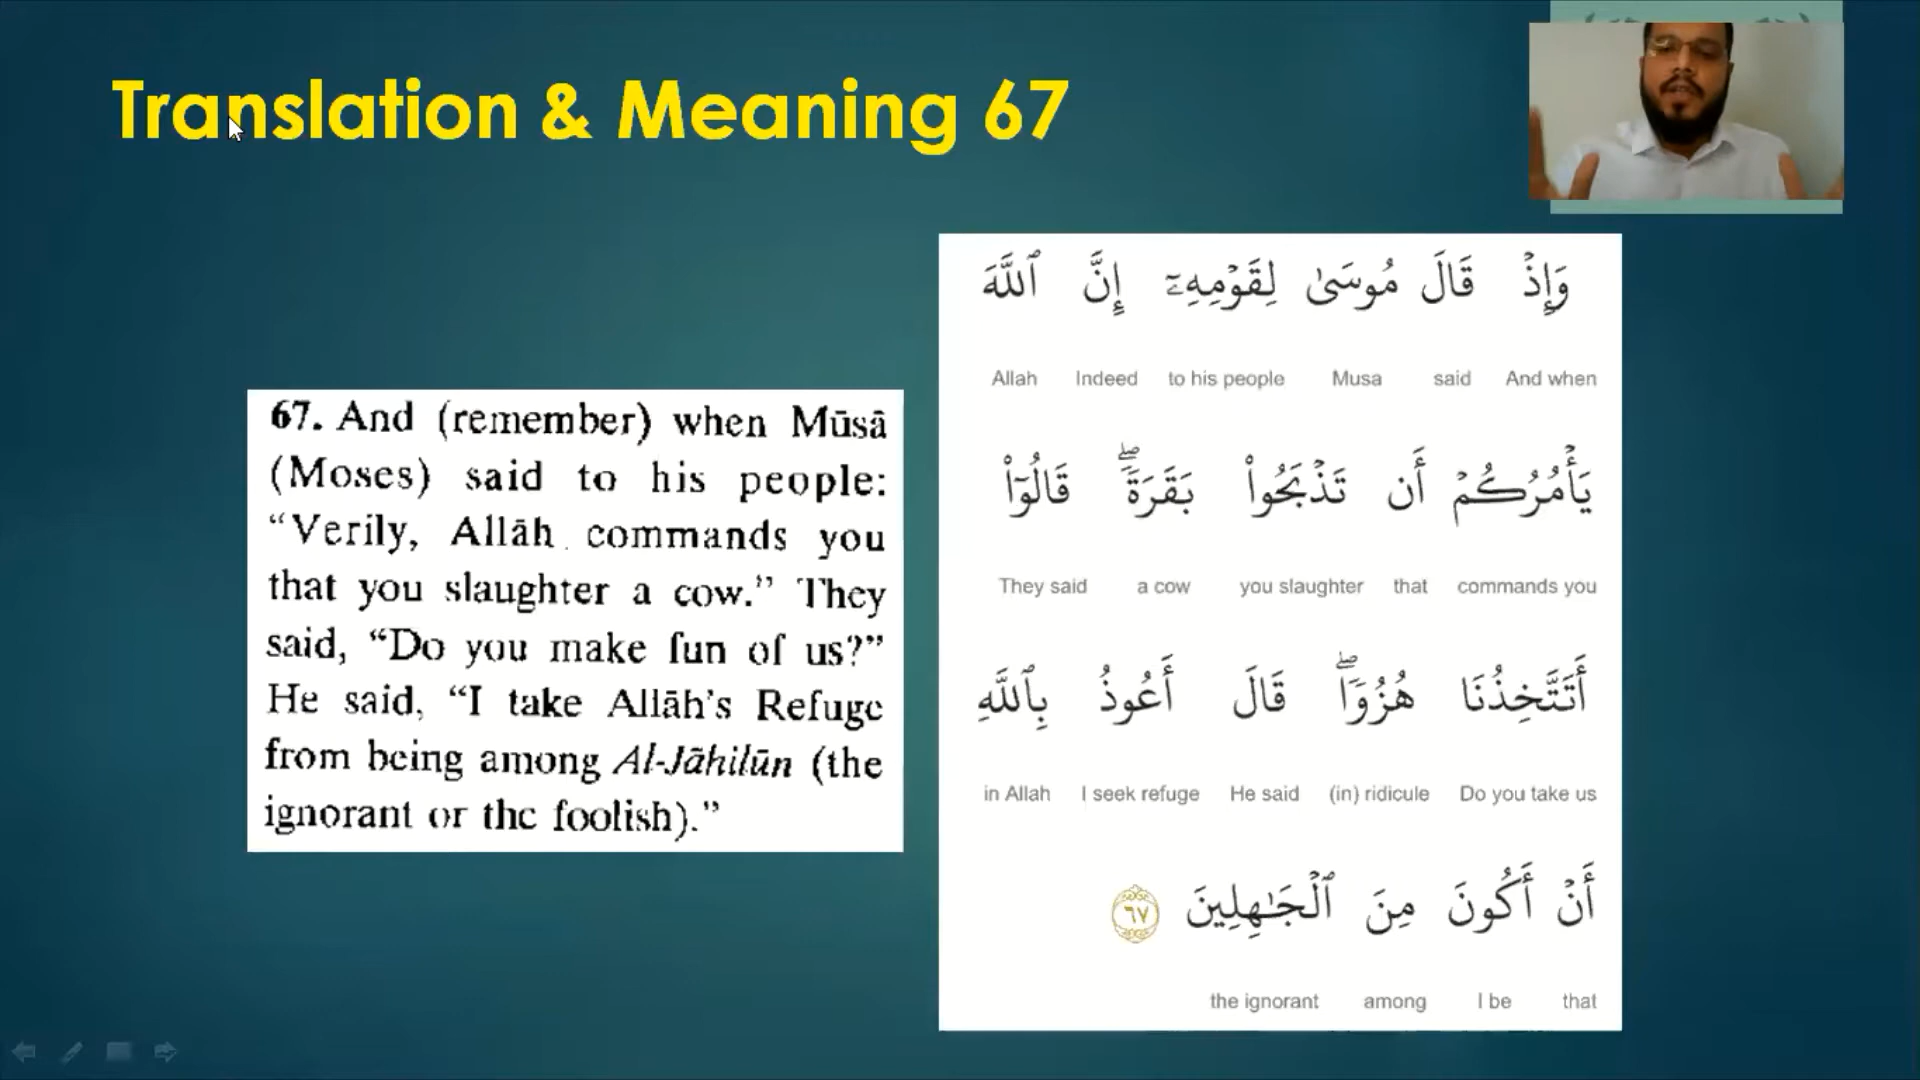 Translation & Meaning 67
67. And (remember) when Mūsā
(Moses) said to his people:
“Verily, Allāh commands you
that you slaughter a cow.” They
said, “Do you make fun of us?”
He said, “I take Allāh’s Refuge
from being among Al-Jāhilūn (the
ignorant or the foolish).”
وَإِذْ قَالَ مُوسَىٰ لِقَوْمِهِۦٓ إِنَّ ٱللَّهَ
Allah Indeed to his people Musa said And when
يَأْمُرُكُمْ أَن تَذْبَحُوا۟ بَقَرَةًۖ قَالُوٓا۟
They said a cow you slaughter that commands you
أَتَتَّخِذُنَا هُزُوًاۖ قَالَ أَعُوذُ بِٱللَّهِ
in Allah I seek refuge He said (in) ridicule Do you take us
أَنْ أَكُونَ مِنَ ٱلْجَـٰهِلِينَ ٦٧
the ignorant among I be that